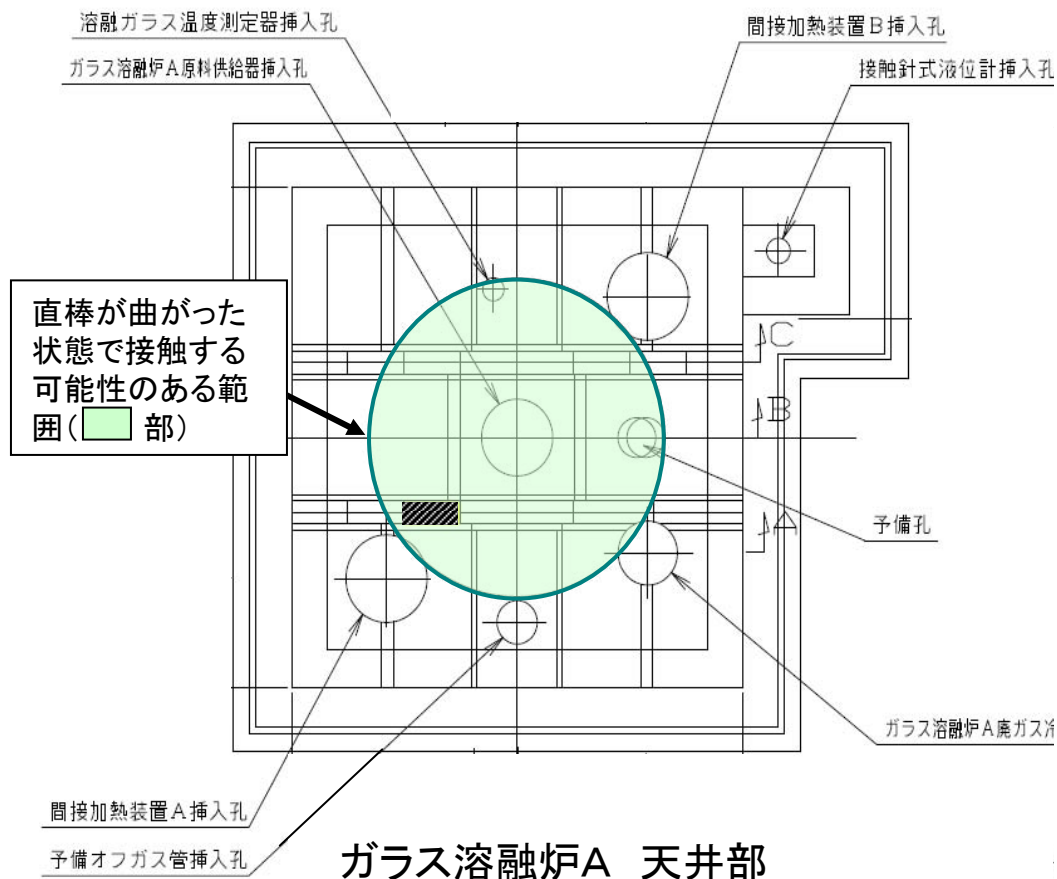 溶融ガラス温度測定器挿入孔
間接加熱装置B挿入孔
ガラス溶融炉A原料供給器挿入孔
接触針式液位計挿入孔
直棒が曲がった
状態で接触する
可能性のある範
囲( 部)
C
B
A
予備孔
ガラス溶融炉A廃ガス冷
間接加熱装置A挿入孔
予備オフガス管挿入孔
ガラス溶融炉A 天井部